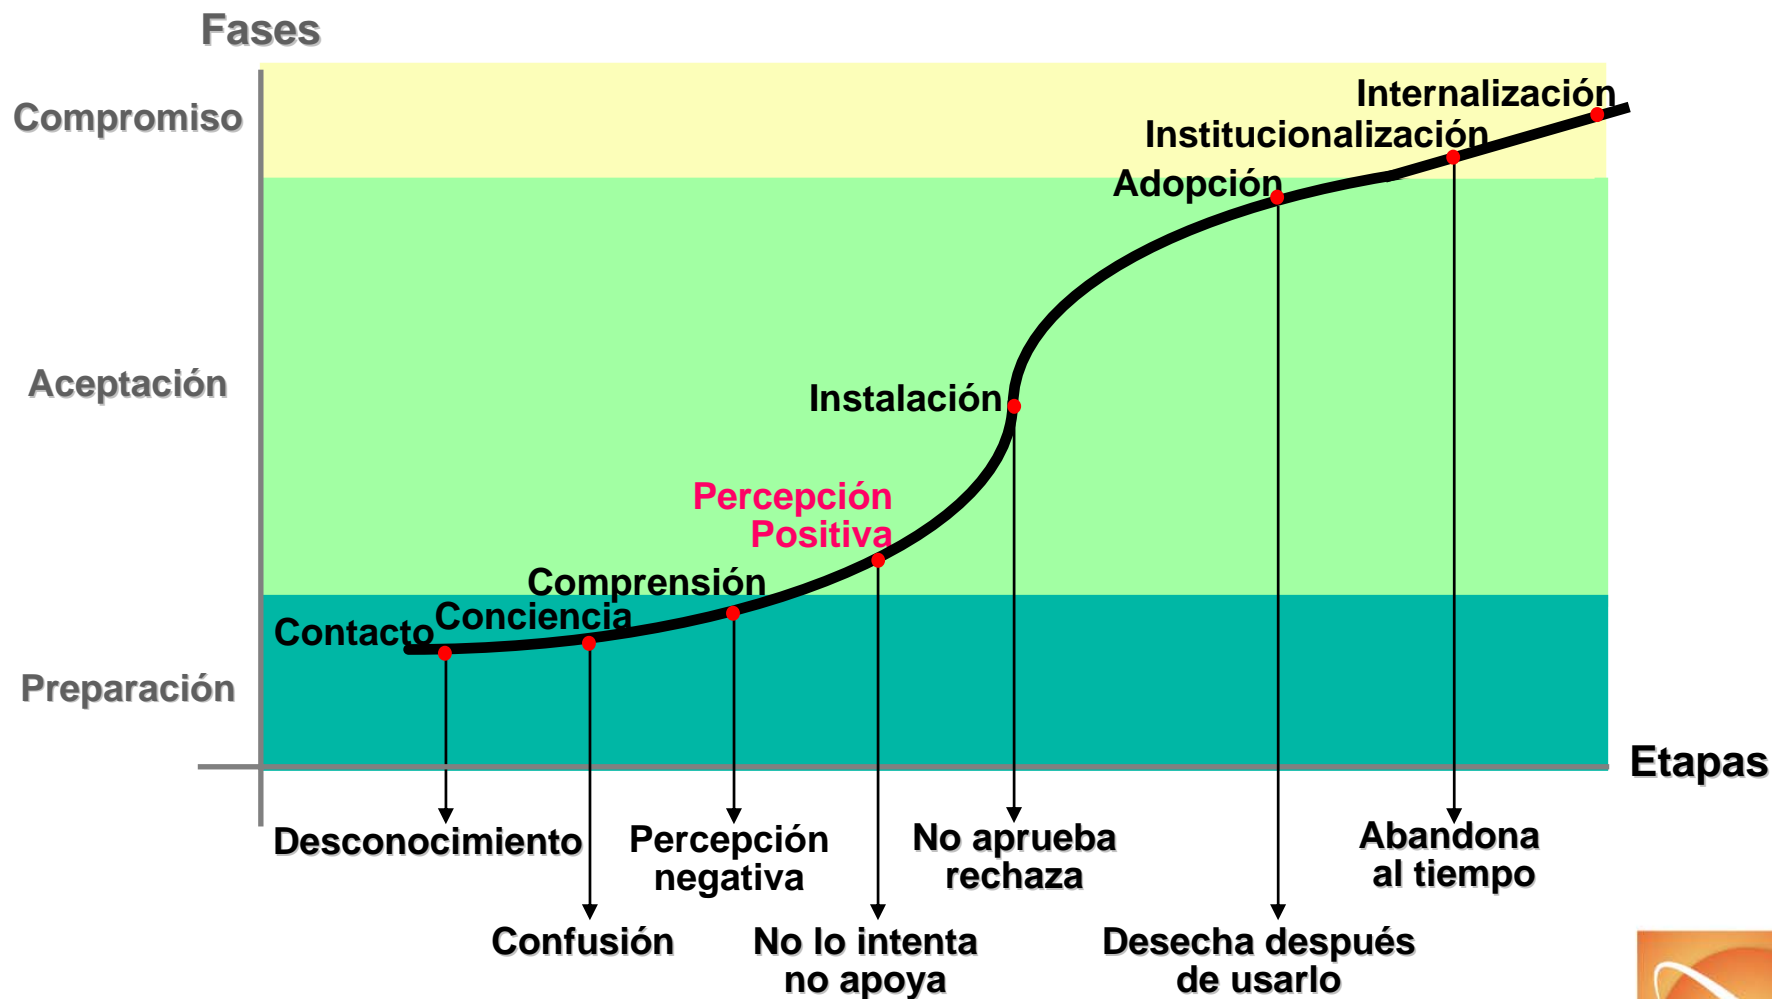 Fases
Compromiso
Internalización
Institucionalización
Adopción
Aceptación
Instalación
Percepción
Positiva
Comprensión
Conciencia
Contacto
Preparación
Etapas
Desconocimiento
Percepción
negativa
No aprueba
rechaza
Abandona
al tiempo
Confusión
No lo intenta
no apoya
Desecha después
de usarlo